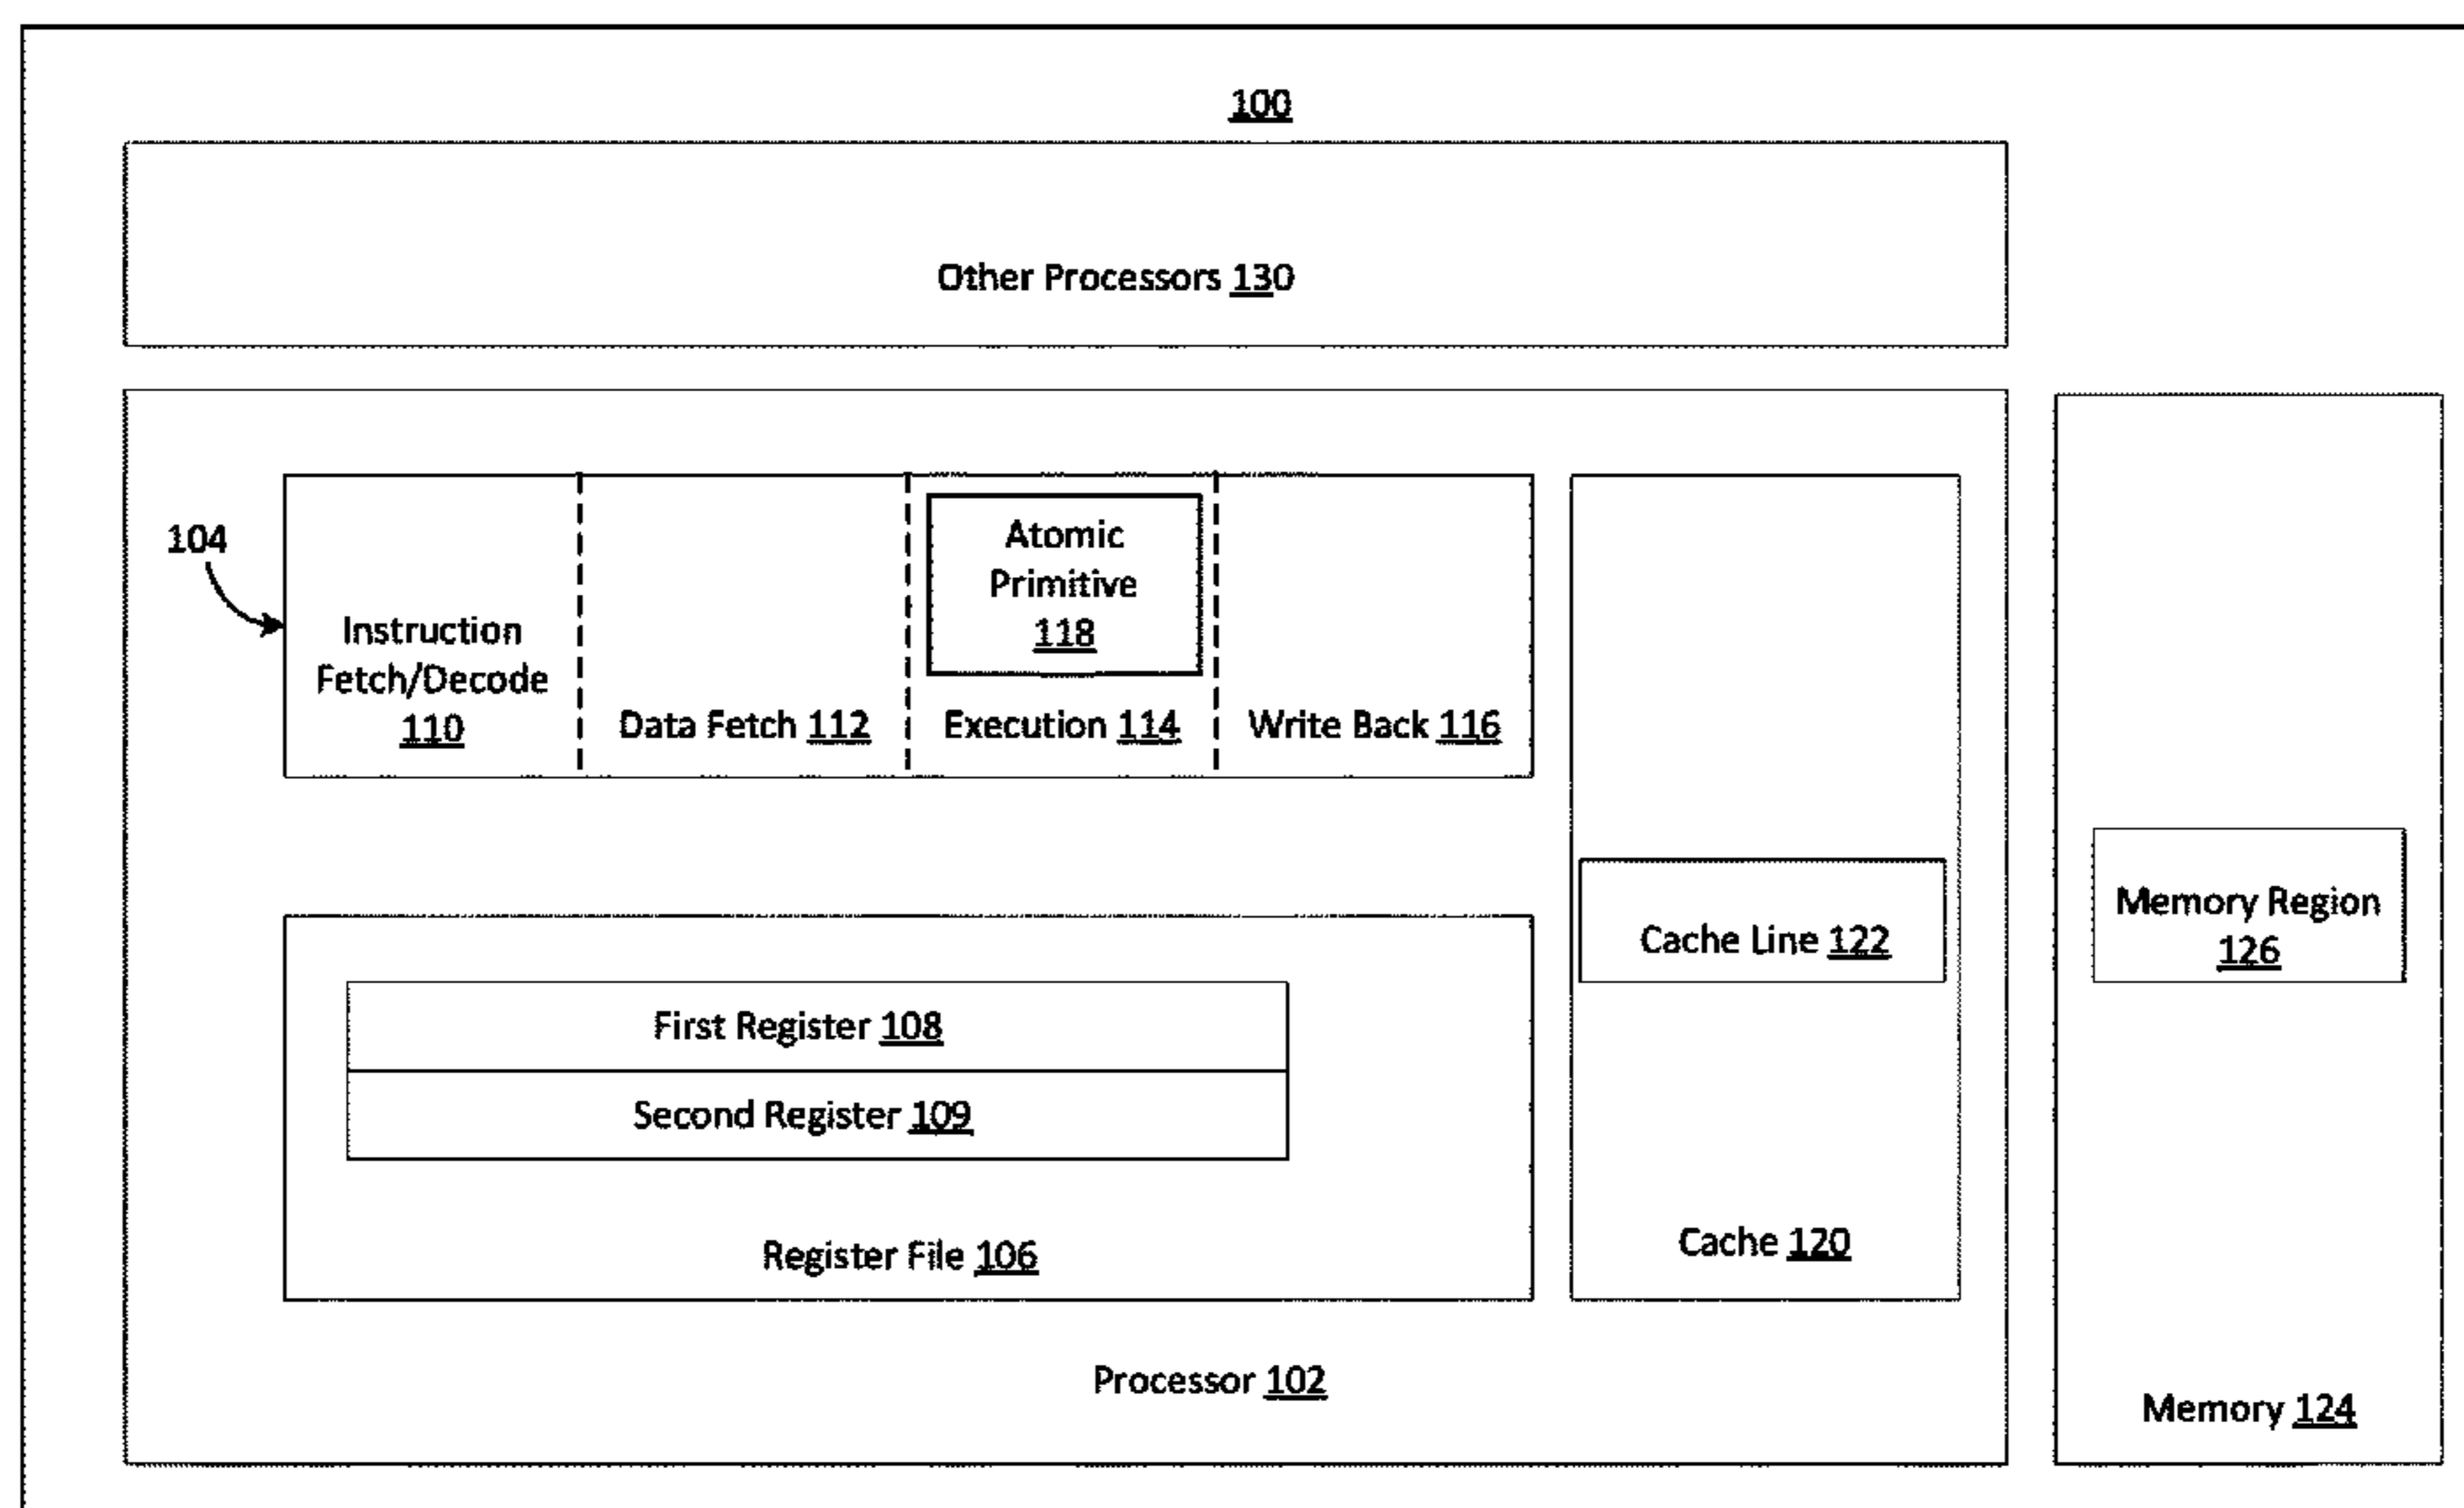 100
Other Processors 130
104
Instruction
Fetch/Decode
110
Data Fetch 112
Atomic
Primitive
118
Execution 114
Write Back 116
First Register 108
Second Register 109
Register File 106
Cache Line 122
Cache 120
Processor 102
Memory Region
126
Memory 124